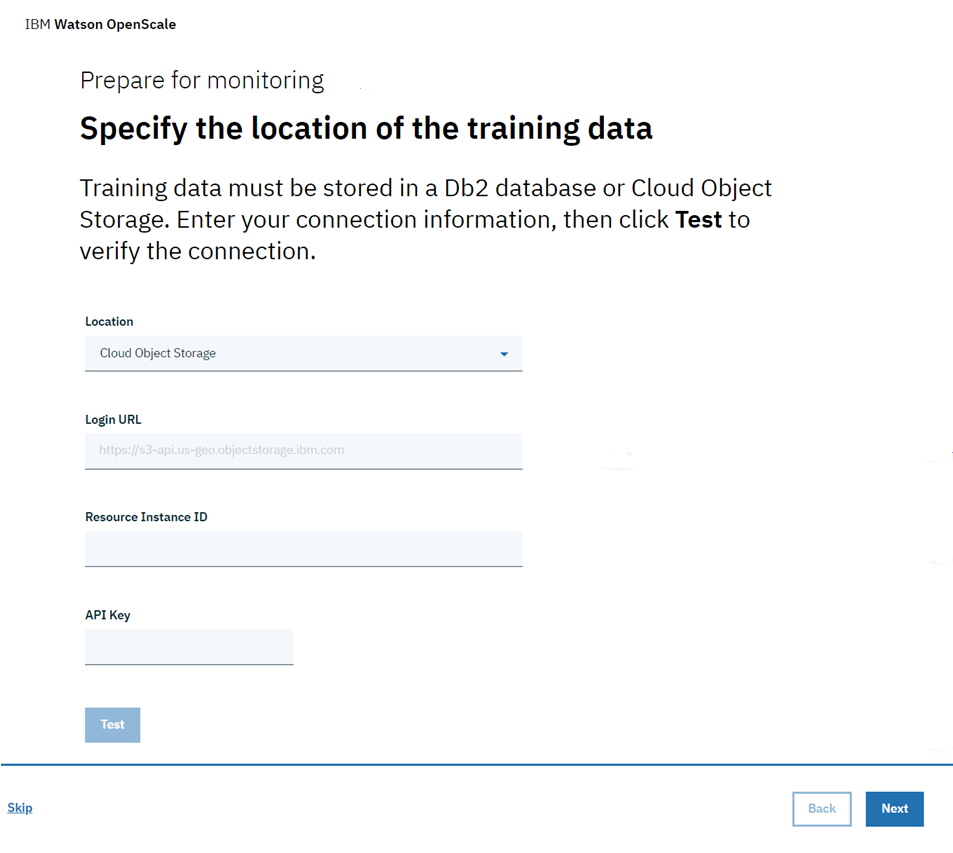 IBM Watson OpenScale
Prepare for monitoring
Specify the location of the training data
Training data must be stored in a Db2 database or Cloud Object
Storage. Enter your connection information, then click Test to
verify the connection.
Location
Cloud Object Storage
Login URL
https://s3-api.us-geo.objectstorage.ibm.com
Resource Instance ID
API Key
Test
Skip
Back
Next